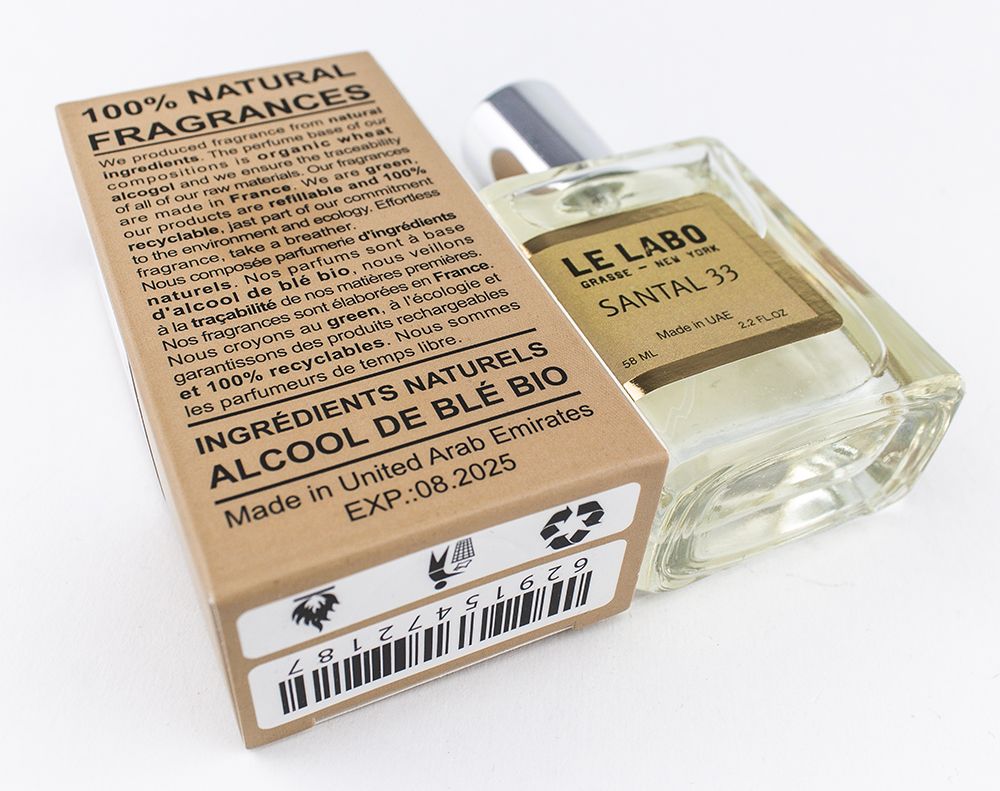 100% NATURAL
FRAGRANCES
We produced fragrance from natural
ingredients. The perfume base of our
compositions is organic wheat
alcogol and we ensure the traceability
of all of our raw materials. Our fragrances
are made in France. We are green,
our products are refillable and 100%
recyclable, jast part of our commitment
to the environment and ecology. Effortless
fragrance, take a breather.
Nous composée parfumerie d'ingrédients
naturels. Nos parfums sont à base
d'alcool de blé bio, nous veillons
à la traçabilité de nos matières premières.
Nos fragrances sont élaborées en France.
Nous croyons au green, à l'écologie et
garantissons des produits rechargeables
et 100% recyclables. Nous sommes
les parfumeurs de temps libre.
INGRÉDIENTS NATURELS
ALCOOL DE BLÉ BIO
Made in United Arab Emirates
EXP.:08.2025
62915472187
LE LABO
GRASSE – NEW YORK
SANTAL 33
Made in UAE
58 ML 2.2 FL.OZ